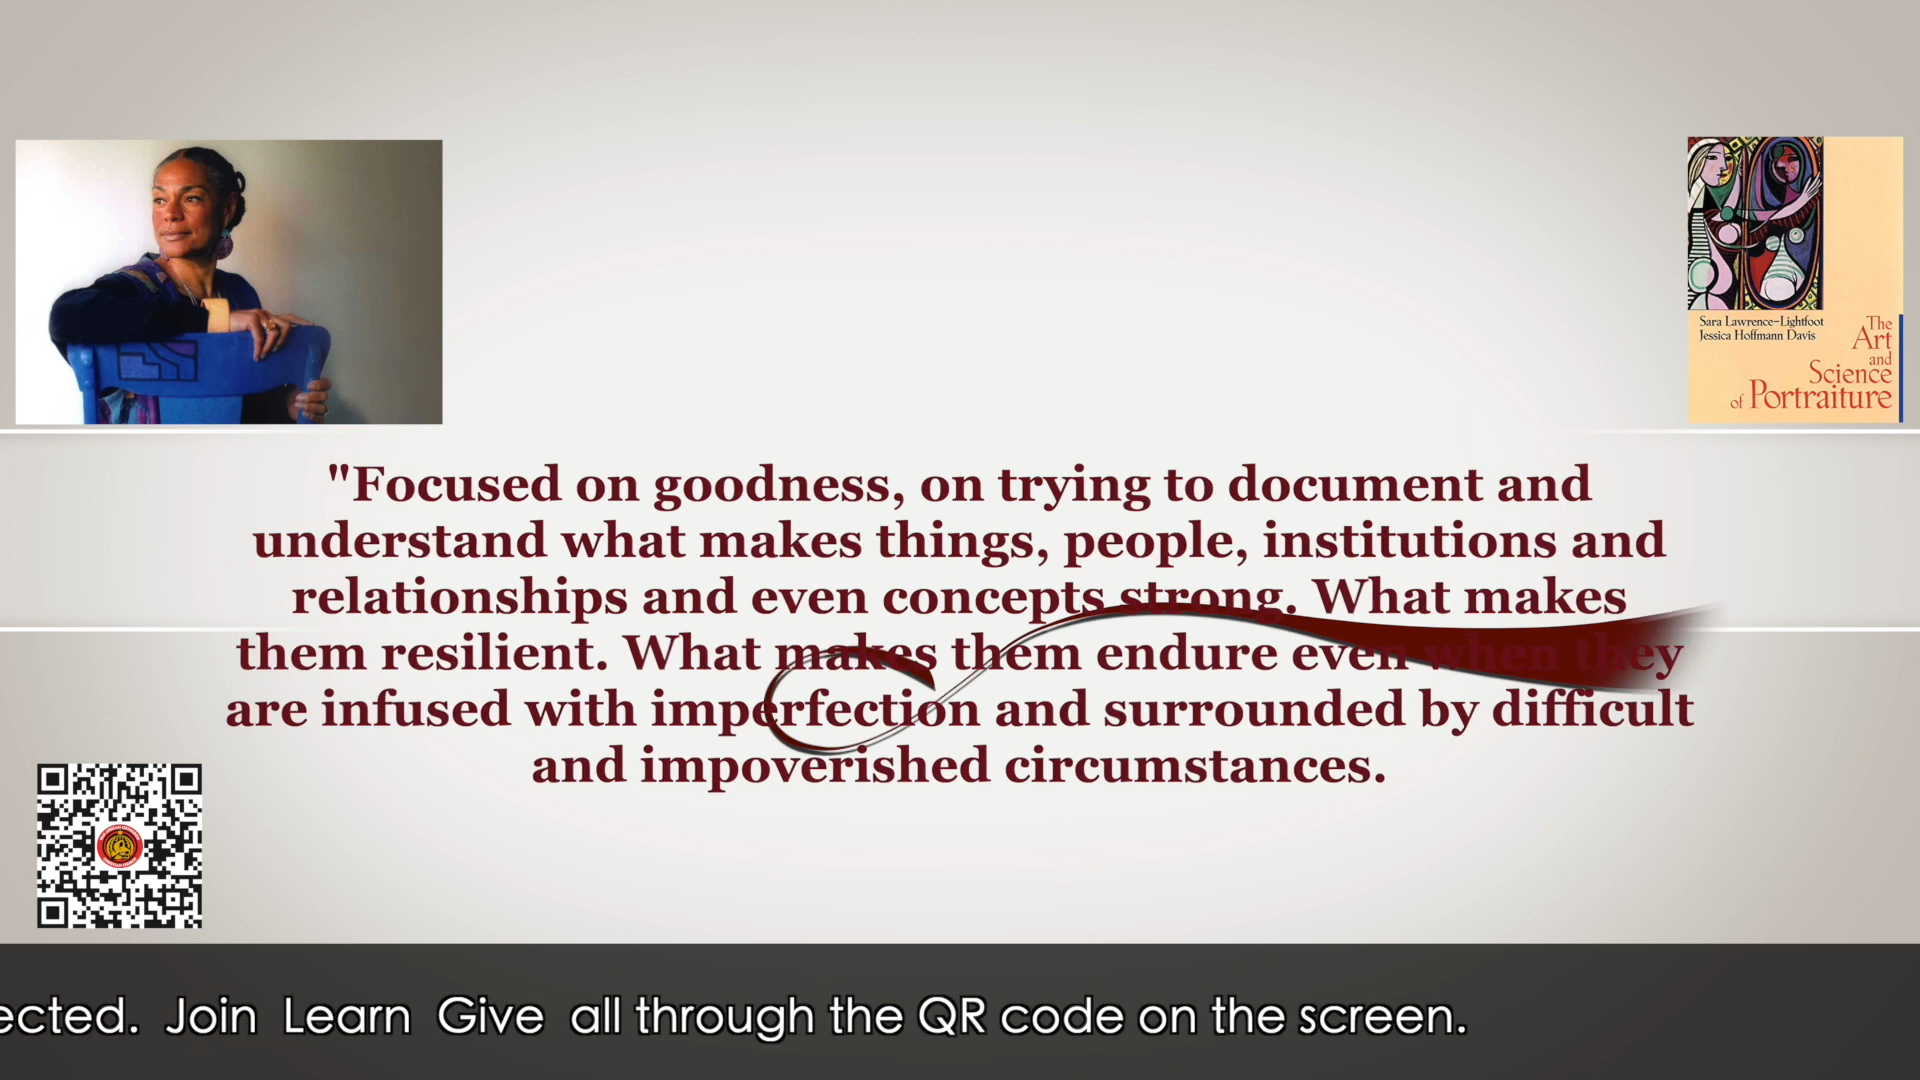 Sara Lawrence-Lightfoot
Jessica Hoffmann Davis
The
Art
and
Science
of Portraiture
"Focused on goodness, on trying to document and
understand what makes things, people, institutions and
relationships and even concepts strong. What makes
them resilient. What makes them endure even when they
are infused with imperfection and surrounded by difficult
and impoverished circumstances.
ected. Join Learn Give all through the QR code on the screen.